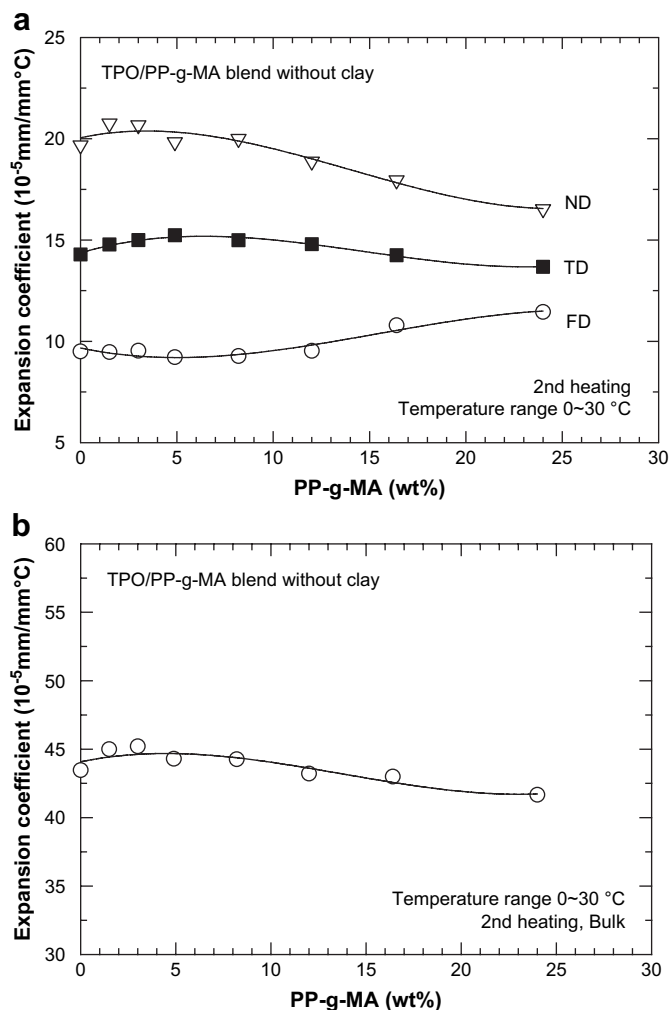 a
25
TPO/PP-g-MA blend without clay
20
ND
15
TD
10
FD
2nd heating
Temperature range 0~30 °C
5
0 5 10 15 20 25 30
Expansion coefficient (10⁻⁵mm/mm°C)
PP-g-MA (wt%)
b
60
TPO/PP-g-MA blend without clay
55
50
45
40
35
Temperature range 0~30 °C
2nd heating, Bulk
30
0 5 10 15 20 25 30
Expansion coefficient (10⁻⁵mm/mm°C)
PP-g-MA (wt%)